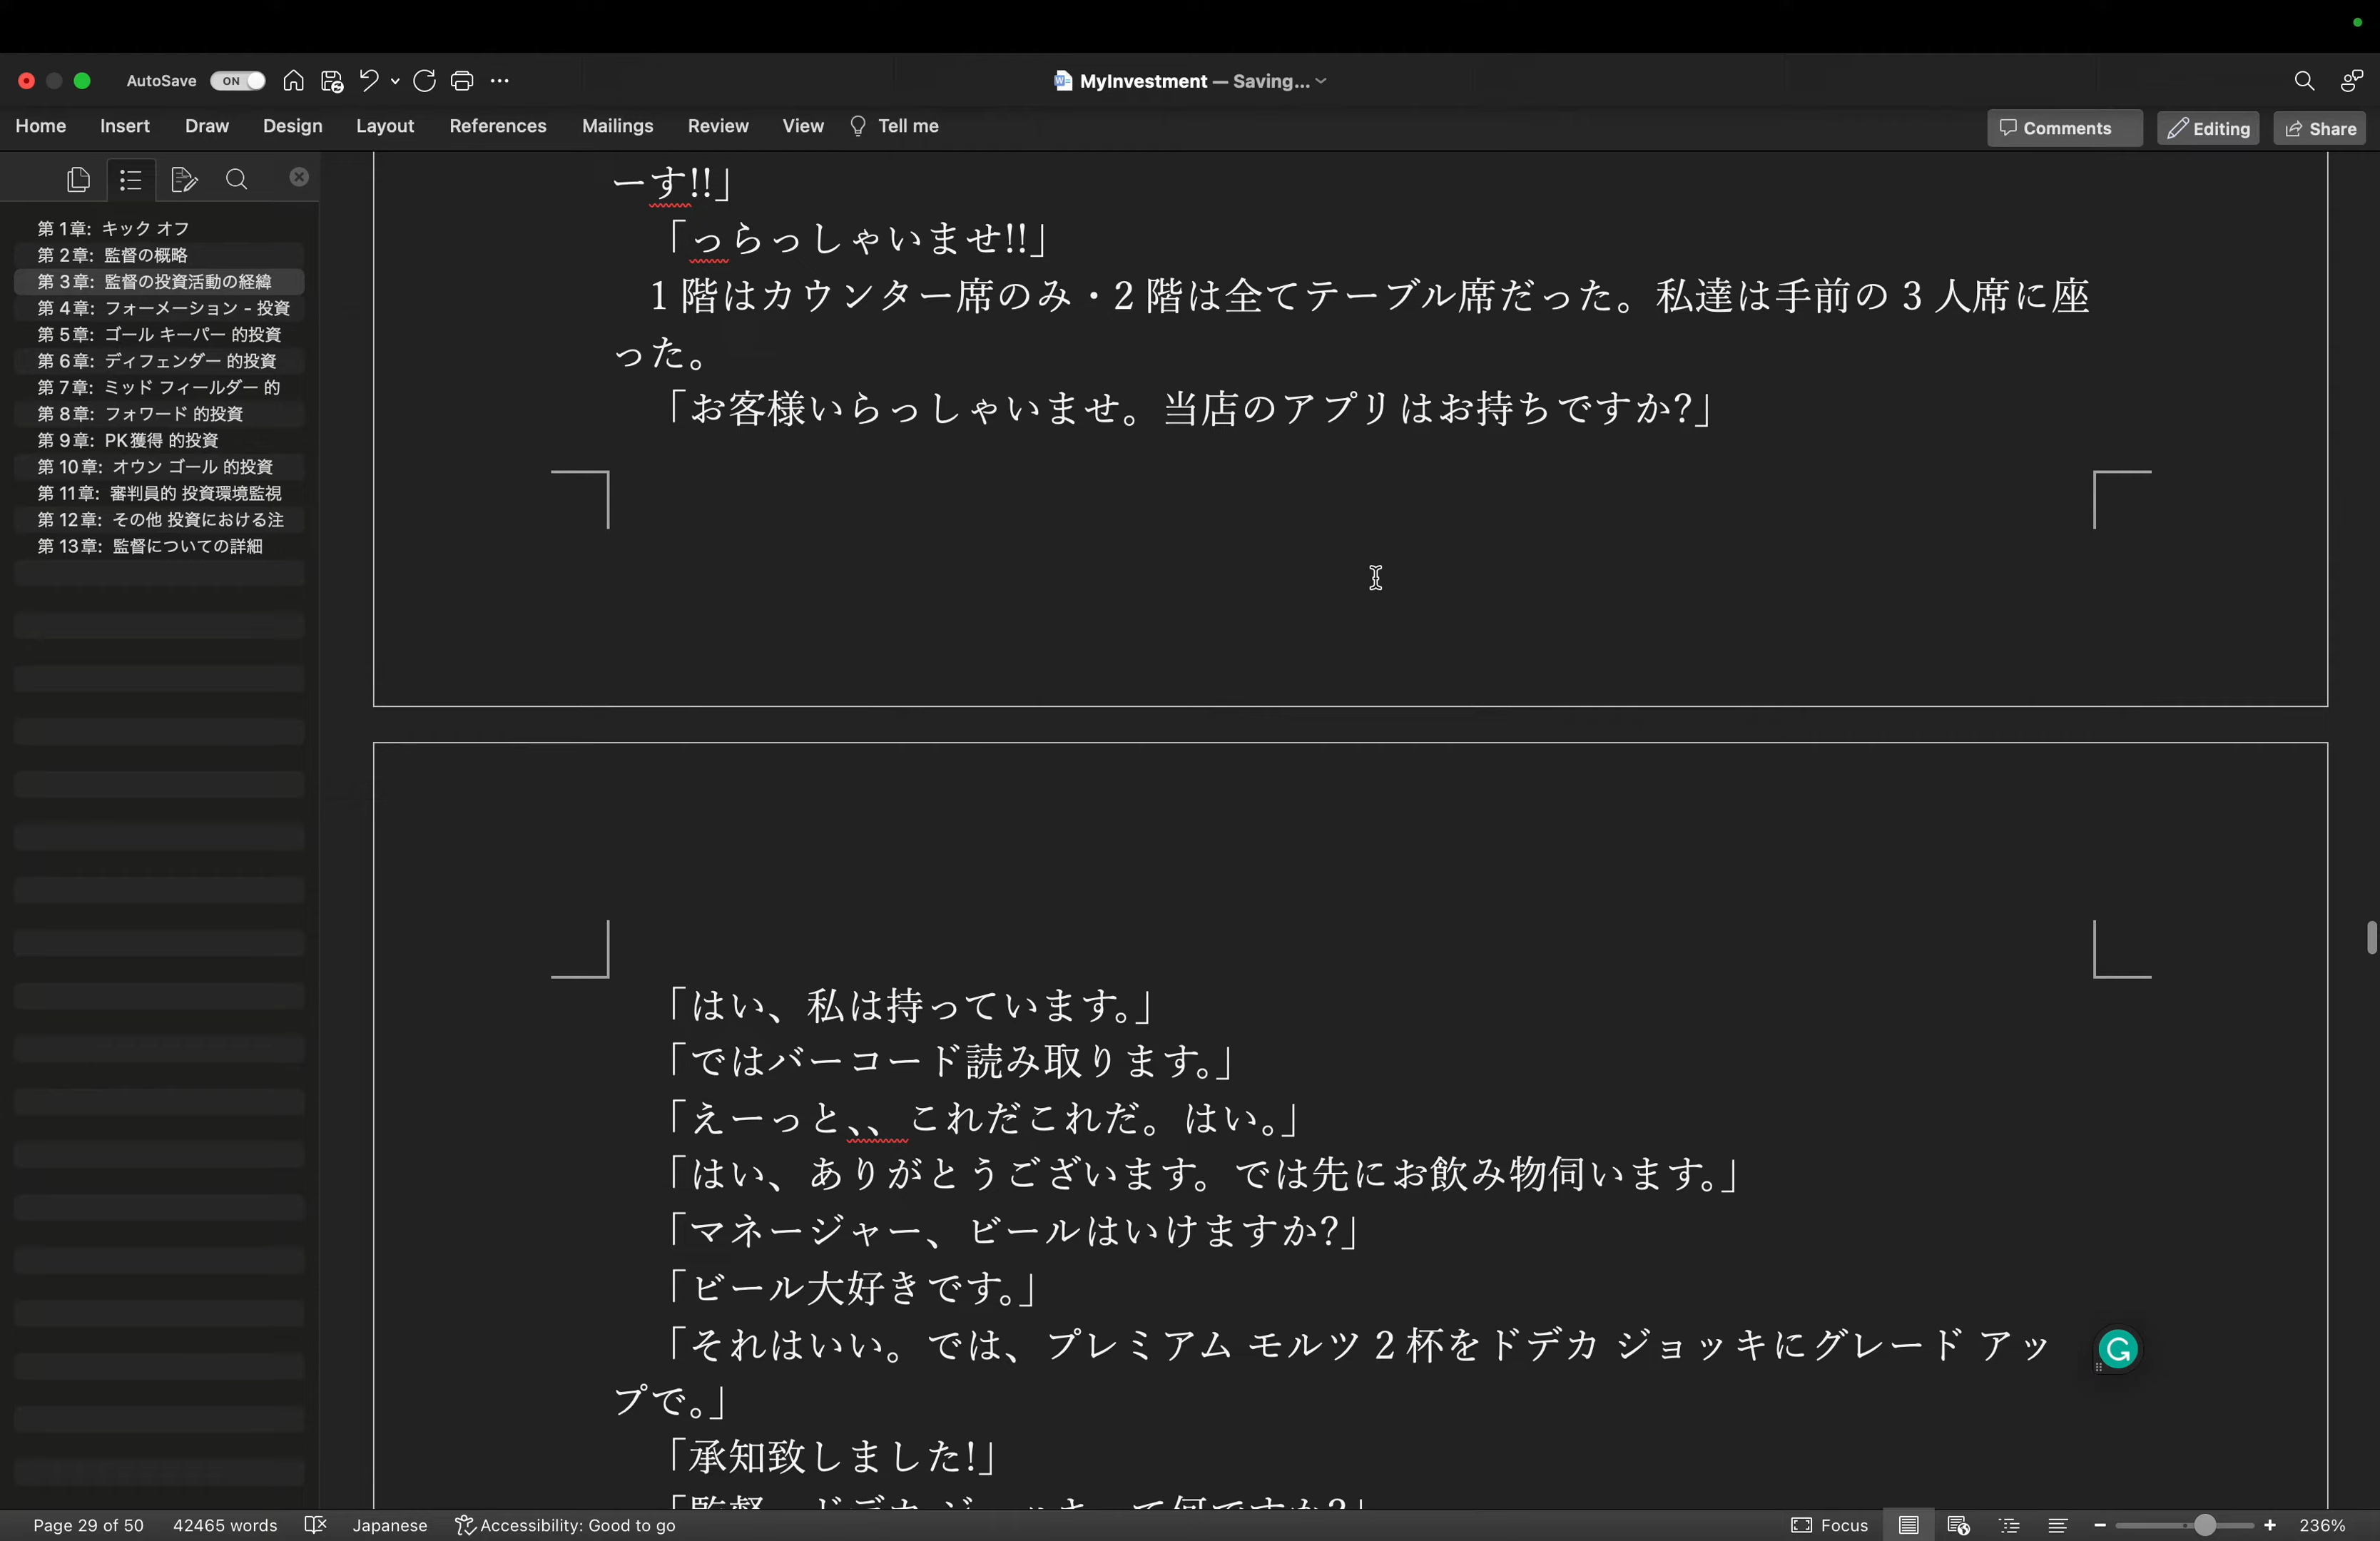 AutoSave ON MyInvestment — Saving...
Home Insert Draw Design Layout References Mailings Review View Tell me Comments Editing Share
第 1章: キック オフ
第 2章: 監督の概略
第 3章: 監督の投資活動の経緯
第 4章: フォーメーション - 投資
第 5章: ゴール キーパー 的投資
第 6章: ディフェンダー 的投資
第 7章: ミッド フィールダー 的
第 8章: フォワード 的投資
第 9章: PK獲得 的投資
第 10章: オウン ゴール 的投資
第 11章: 審判員的 投資環境監視
第 12章: その他 投資における注
第 13章: 監督についての詳細
ーす!!」
「っらっしゃいませ!!」
1 階はカウンター席のみ・2 階は全てテーブル席だった。私達は手前の 3 人席に座
った。
「お客様いらっしゃいませ。当店のアプリはお持ちですか?」
「はい、私は持っています。」
「ではバーコード読み取ります。」
「えーっと、、これだこれだ。はい。」
「はい、ありがとうございます。では先にお飲み物伺います。」
「マネージャー、ビールはいけますか?」
「ビール大好きです。」
「それはいい。では、プレミアム モルツ 2 杯をドデカ ジョッキにグレード アッ
プで。」
「承知致しました!」
「監督、ドデカ ジョッキって何ですか?」
Page 29 of 50 42465 words Japanese Accessibility: Good to go Focus 236%